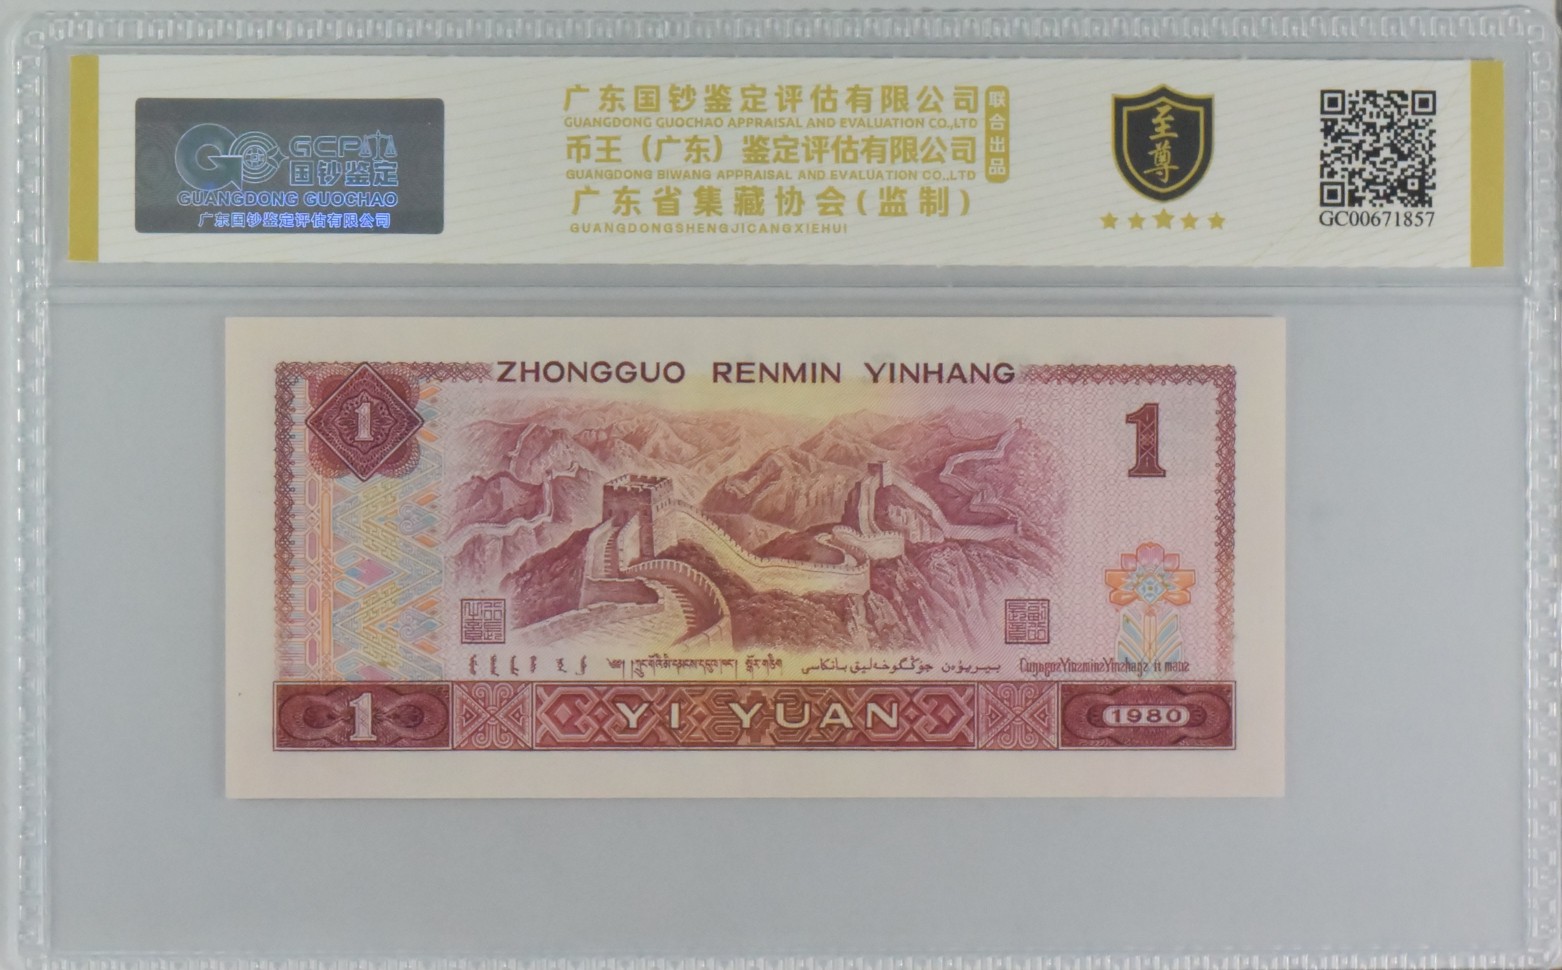 GCP
国钞鉴定
GUANGDONG GUOCHAO
广东国钞鉴定评估有限公司
广东国钞鉴定评估有限公司
GUANGDONG GUOCHAO APPRAISAL AND EVALUATION CO.,LTD
币王（广东）鉴定评估有限公司
GUANGDONG BIWANG APPRAISAL AND EVALUATION CO.,LTD
广东省集藏协会(监制)
GUANGDONGSHENGJICANGXIEHUI
联合出品
至尊
GC00671857
ZHONGGUO RENMIN YINHANG
1
1
YI YUAN
1
1980